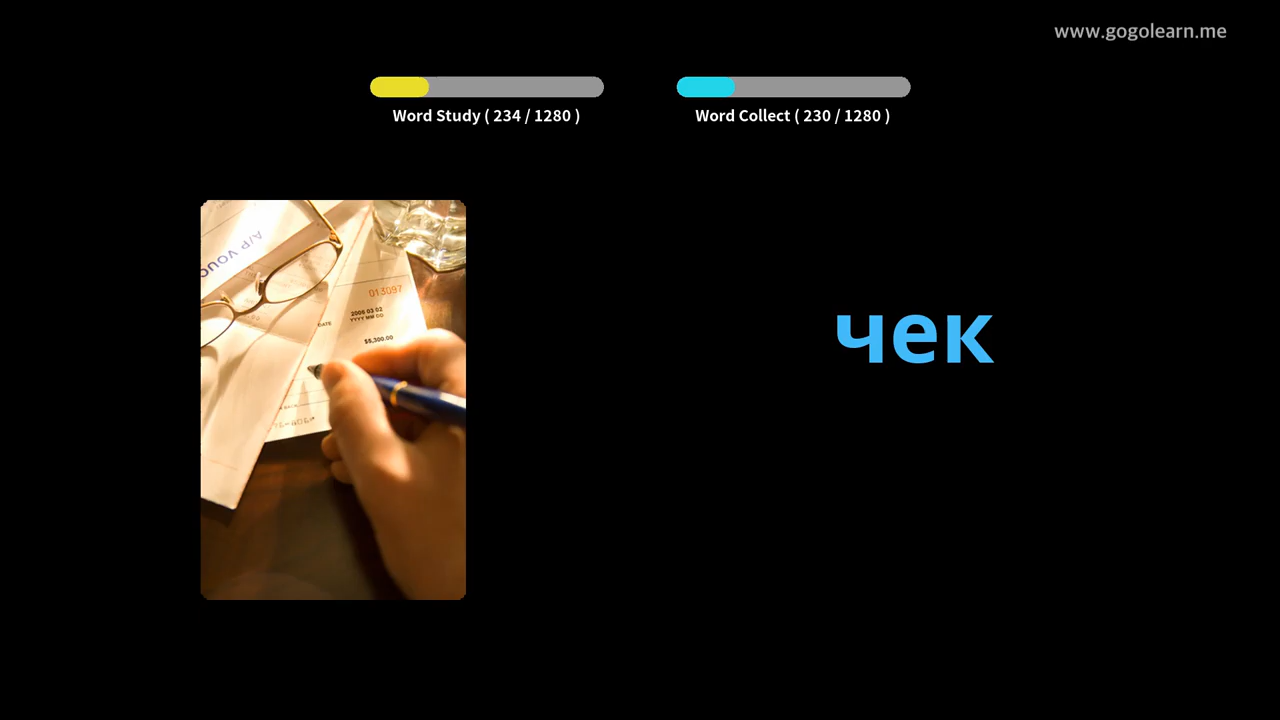 www.gogolearn.me
Word Study ( 234 / 1280 )
Word Collect ( 230 / 1280 )
A/P VOUC
013097
DATE
2006 03 02
YYYY MM DD
$5,300.00
чек